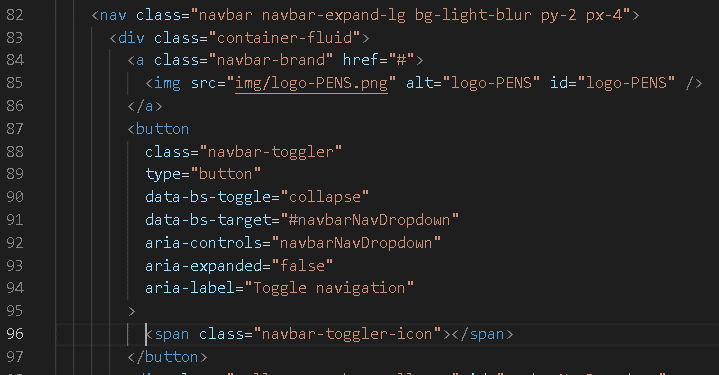 82 <nav class="navbar navbar-expand-lg bg-light-blur py-2 px-4">
83 <div class="container-fluid">
84 <a class="navbar-brand" href="#">
85 <img src="img/logo-PENS.png" alt="logo-PENS" id="logo-PENS" />
86 </a>
87 <button
88 class="navbar-toggler"
89 type="button"
90 data-bs-toggle="collapse"
91 data-bs-target="#navbarNavDropdown"
92 aria-controls="navbarNavDropdown"
93 aria-expanded="false"
94 aria-label="Toggle navigation"
95 >
96 <span class="navbar-toggler-icon"></span>
97 </button>